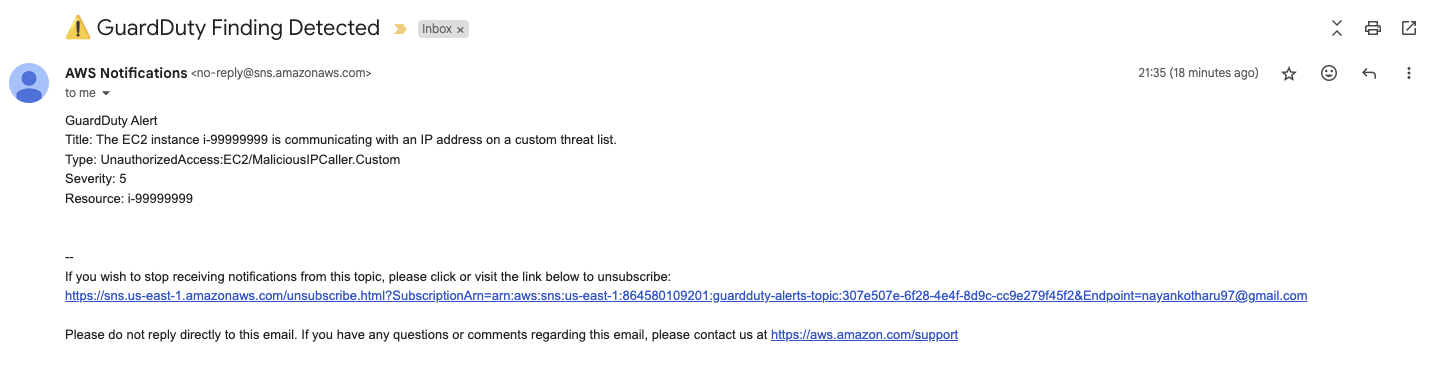 ⚠️ GuardDuty Finding Detected Inbox ×
AWS Notifications <no-reply@sns.amazonaws.com> 21:35 (18 minutes ago)
to me
GuardDuty Alert
Title: The EC2 instance i-99999999 is communicating with an IP address on a custom threat list.
Type: UnauthorizedAccess:EC2/MaliciousIPCaller.Custom
Severity: 5
Resource: i-99999999
--
If you wish to stop receiving notifications from this topic, please click or visit the link below to unsubscribe:
https://sns.us-east-1.amazonaws.com/unsubscribe.html?SubscriptionArn=arn:aws:sns:us-east-1:864580109201:guardduty-alerts-topic:307e507e-6f28-4e4f-8d9c-cc9e279f45f2&Endpoint=nayankotharu97@gmail.com
Please do not reply directly to this email. If you have any questions or comments regarding this email, please contact us at https://aws.amazon.com/support